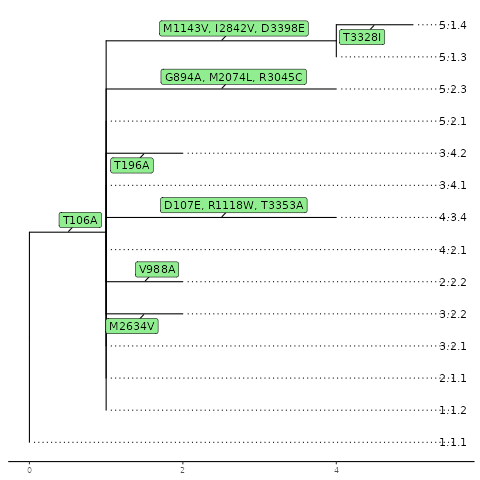 M1143V, I2842V, D3398E
5.1.4
T3328I
5.1.3
G894A, M2074L, R3045C
5.2.3
5.2.1
3.4.2
T196A
3.4.1
D107E, R1118W, T3353A
4.3.4
T106A
4.2.1
V988A
2.2.2
3.2.2
M2634V
3.2.1
2.1.1
1.1.2
1.1.1
0 2 4